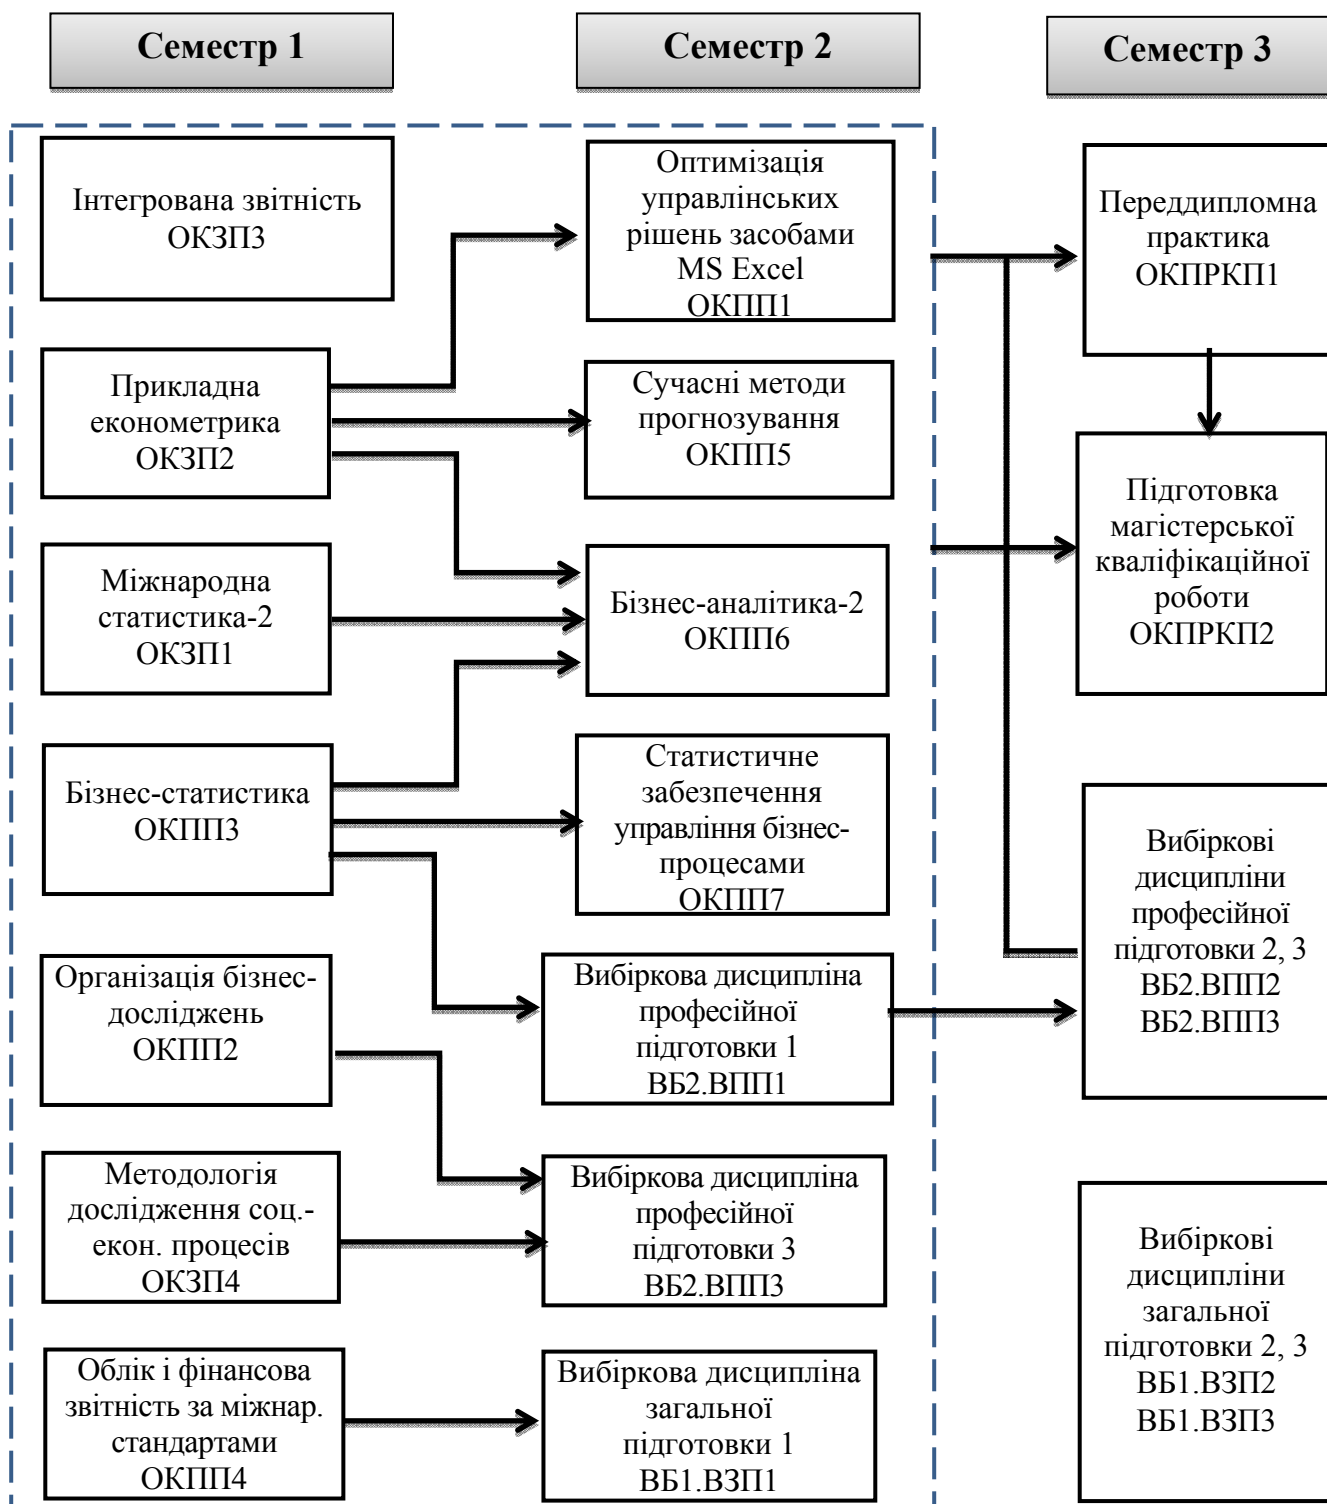 Семестр 1
Семестр 2
Семестр 3
Інтегрована звітність
ОКЗП3
Прикладна
економетрика
ОКЗП2
Міжнародна
статистика-2
ОКЗП1
Бізнес-статистика
ОКПП3
Організація бізнес-
досліджень
ОКПП2
Методологія
дослідження соц.-
екон. процесів
ОКЗП4
Облік і фінансова
звітність за міжнар.
стандартами
ОКПП4
Оптимізація
управлінських
рішень засобами
MS Excel
ОКПП1
Сучасні методи
прогнозування
ОКПП5
Бізнес-аналітика-2
ОКПП6
Статистичне
забезпечення
управління бізнес-
процесами
ОКПП7
Вибіркова дисципліна
професійної
підготовки 1
ВБ2.ВПП1
Вибіркова дисципліна
професійної
підготовки 3
ВБ2.ВПП3
Вибіркова дисципліна
загальної
підготовки 1
ВБ1.ВЗП1
Переддипломна
практика
ОКПРКП1
Підготовка
магістерської
кваліфікаційної
роботи
ОКПРКП2
Вибіркові
дисципліни
професійної
підготовки 2, 3
ВБ2.ВПП2
ВБ2.ВПП3
Вибіркові
дисципліни
загальної
підготовки 2, 3
ВБ1.ВЗП2
ВБ1.ВЗП3